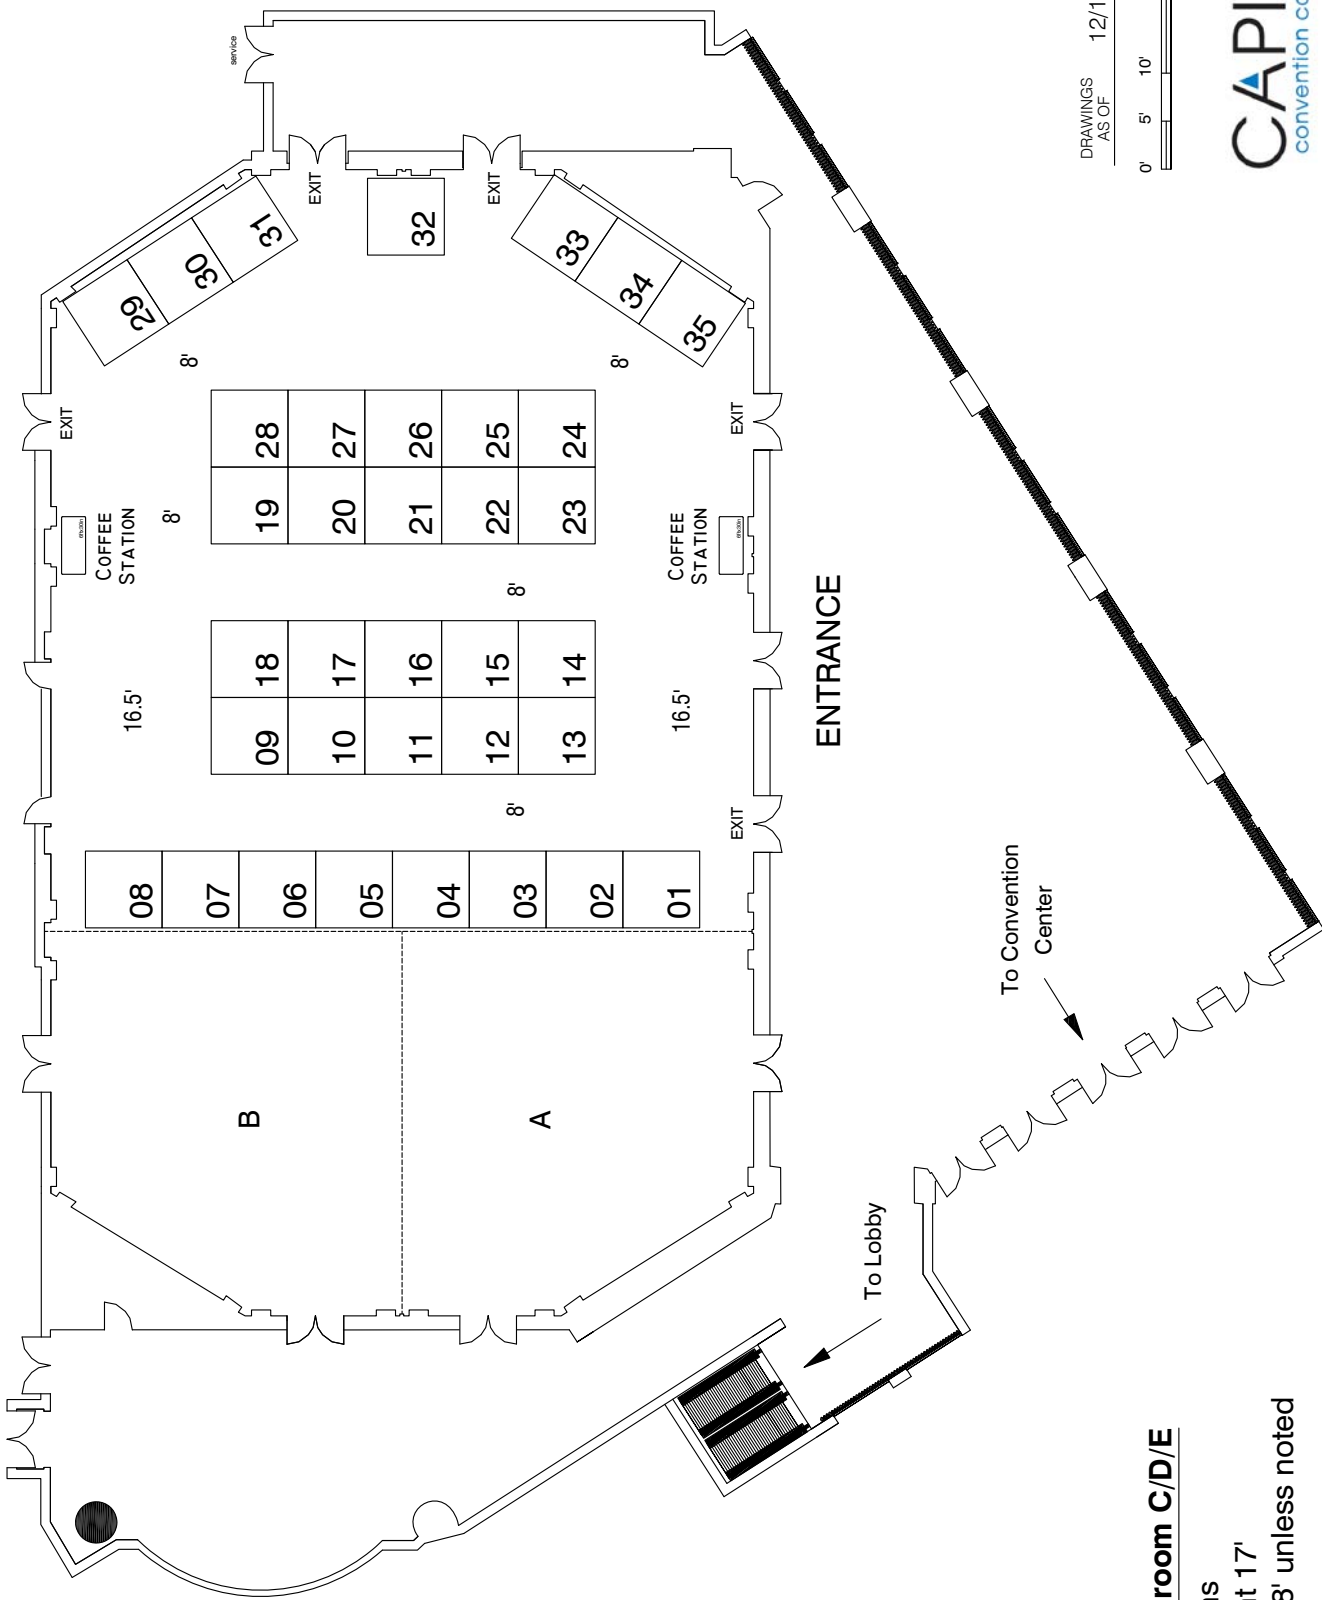 service
EXIT
EXIT
COFFEE
STATION
8'
8'
16.5'
29
30
31
EXIT
32
EXIT
33
34
35
8'
28
27
26
25
24
19
20
21
22
23
8'
18
17
16
15
14
09
10
11
12
13
8'
08
07
06
05
04
03
02
01
B
A
16.5'
COFFEE
STATION
EXIT
EXIT
ENTRANCE
To Lobby
To Convention
Center
DRAWINGS
AS OF
12/1
0' 5' 10'
CAPI
convention co
room C/D/E
17'
8' unless noted